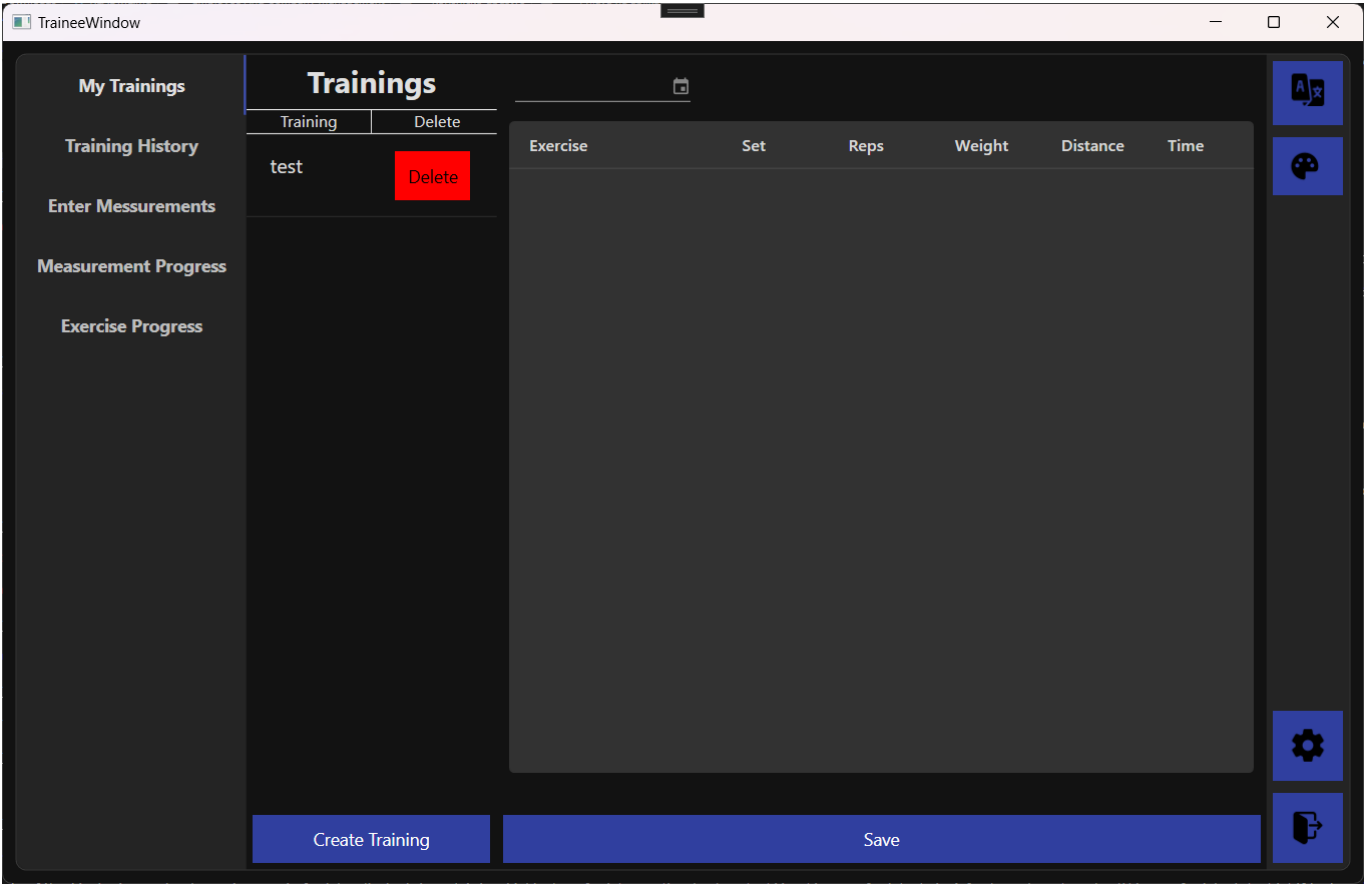 TraineeWindow
My Trainings
Training History
Enter Messurements
Measurement Progress
Exercise Progress
Trainings
Training Delete
test Delete
Exercise Set Reps Weight Distance Time
A
Create Training
Save